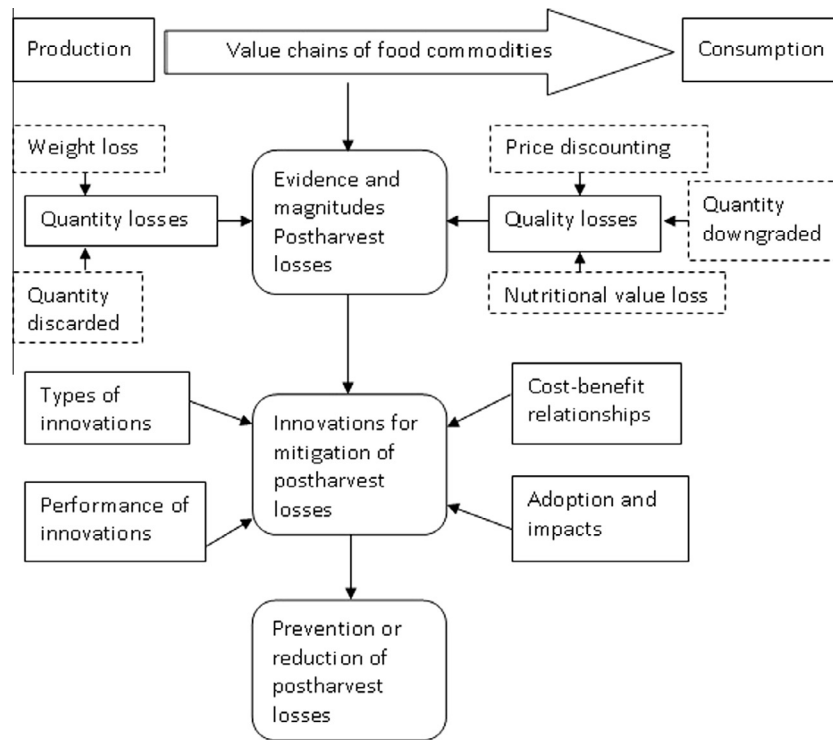 Production
Value chains of food commodities
Consumption
Weight loss
Price discounting
Quantity losses
Evidence and
magnitudes
Postharvest
losses
Quality losses
Quantity
downgraded
Quantity
discarded
Nutritional value loss
Types of
innovations
Innovations for
mitigation of
postharvest
losses
Cost-benefit
relationships
Performance of
innovations
Adoption and
impacts
Prevention or
reduction of
postharvest
losses